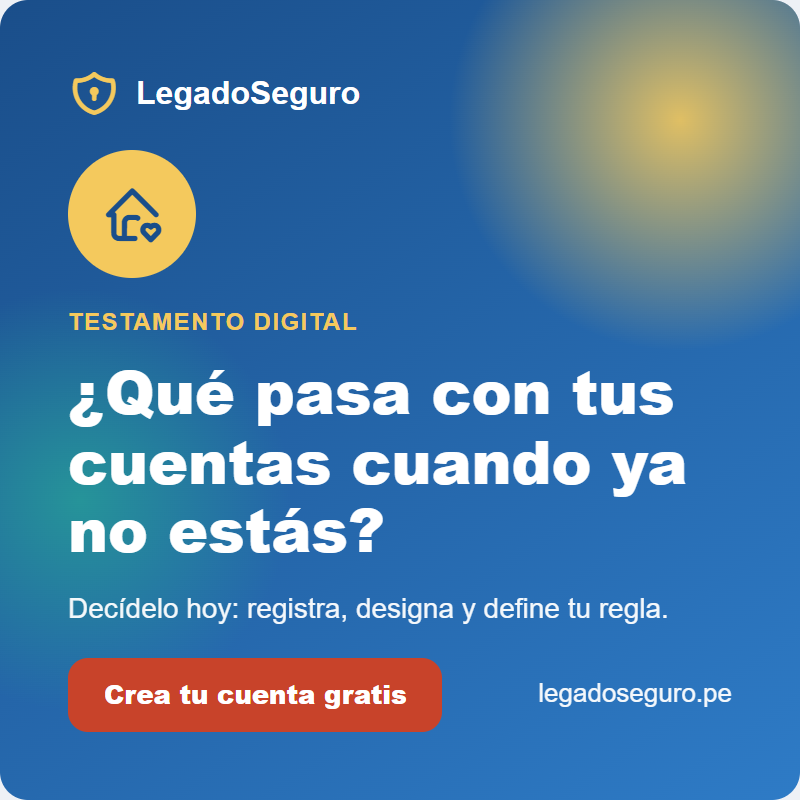 LegadoSeguro
TESTAMENTO DIGITAL
¿Qué pasa con tus
cuentas cuando ya
no estás?
Decídelo hoy: registra, designa y define tu regla.
Crea tu cuenta gratis
legadoseguro.pe